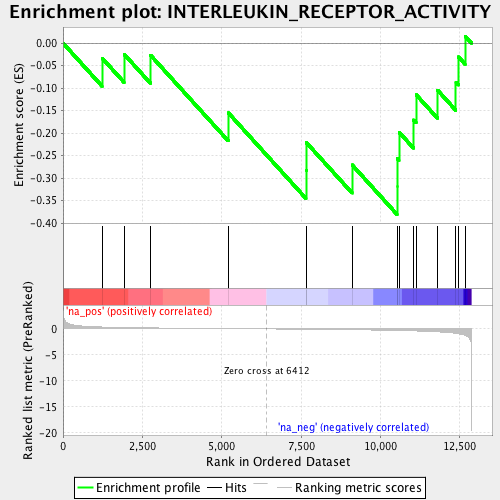 Enrichment plot: INTERLEUKIN_RECEPTOR_ACTIVITY
Enrichment score (ES)
0.00
-0.05
-0.10
-0.15
-0.20
-0.25
-0.30
-0.35
-0.40
'na_pos' (positively correlated)
Ranked list metric (PreRanked)
0
-5
-10
-15
-20
Zero cross at 6412
'na_neg' (negatively correlated)
0 2,500 5,000 7,500 10,000 12,500
Rank in Ordered Dataset
Enrichment profile Hits Ranking metric scores